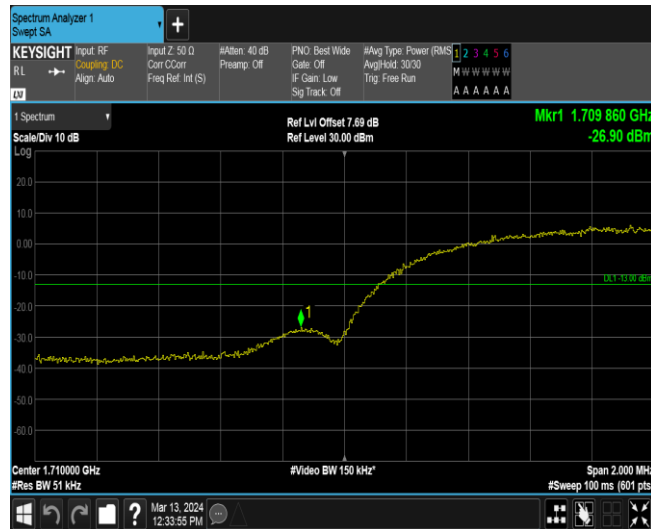 Spectrum Analyzer 1
Swept SA
+
KEYSIGHT
RL
LXI
Input: RF
Coupling: DC
Align: Auto
Input Z: 50 Ω
Corr CCorr
Freq Ref: Int (S)
#Atten: 40 dB
Preamp: Off
PNO: Best Wide
Gate: Off
IF Gain: Low
Sig Track: Off
#Avg Type: Power (RMS
Avg|Hold: 30/30
Trig: Free Run
1 2 3 4 5 6
M W W W W W
A A A A A A
1 Spectrum
Scale/Div 10 dB
Log
Ref Lvl Offset 7.69 dB
Ref Level 30.00 dBm
Mkr1 1.709 860 GHz
-26.90 dBm
20.0
10.0
0.00
-10.0
DL1 -13.00 dBm
1
-20.0
-30.0
-40.0
-50.0
-60.0
Center 1.710000 GHz
#Res BW 51 kHz
#Video BW 150 kHz*
Span 2.000 MHz
#Sweep 100 ms (601 pts)
?
Mar 13, 2024
12:33:55 PM